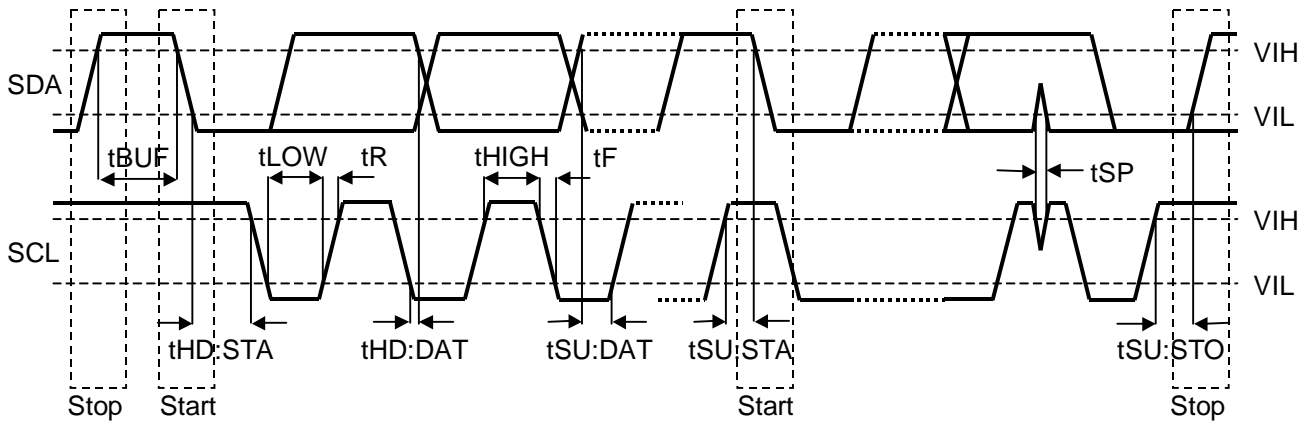 VIH
SDA
VIL
tBUF tLOW tR tHIGH tF tSP
VIH
SCL
VIL
tHD:STA tHD:DAT tSU:DAT tSU:STA tSU:STO
Stop Start Start Stop